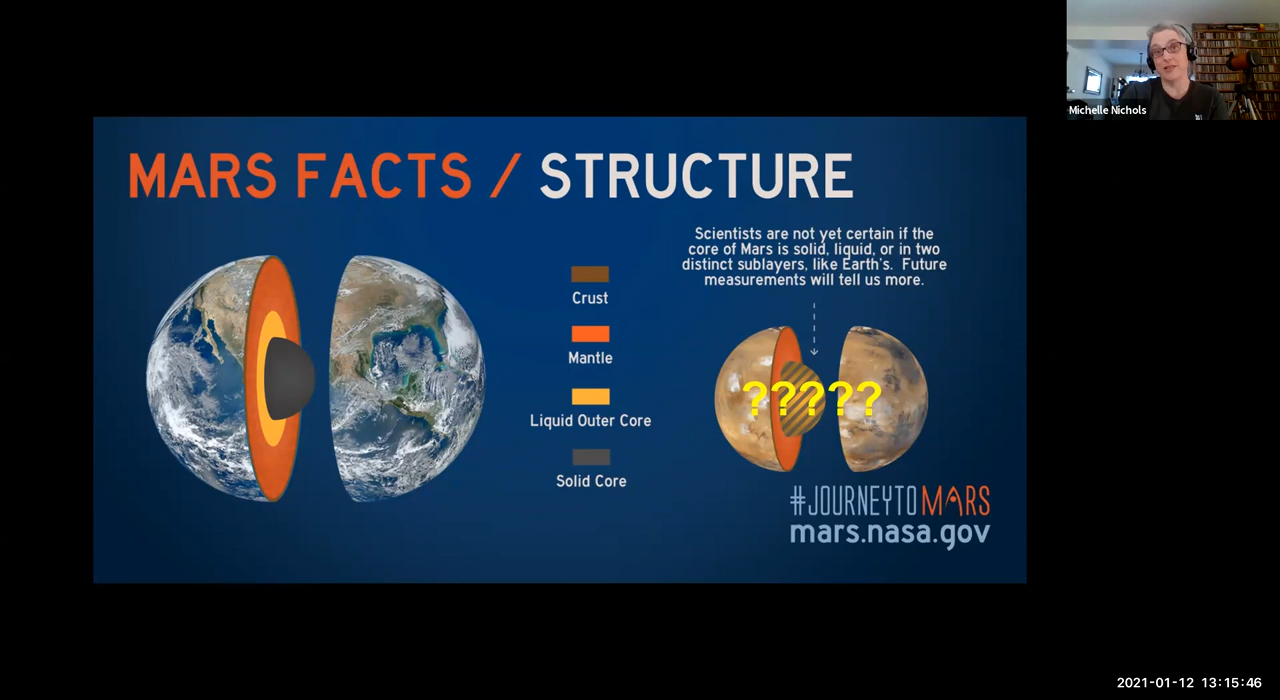 Michelle Nichols
MARS FACTS / STRUCTURE
Scientists are not yet certain if the
core of Mars is solid, liquid, or in two
distinct sublayers, like Earth's. Future
measurements will tell us more.
Crust
Mantle
Liquid Outer Core
Solid Core
?????
#JOURNEYTOMARS
mars.nasa.gov
2021-01-12 13:15:46